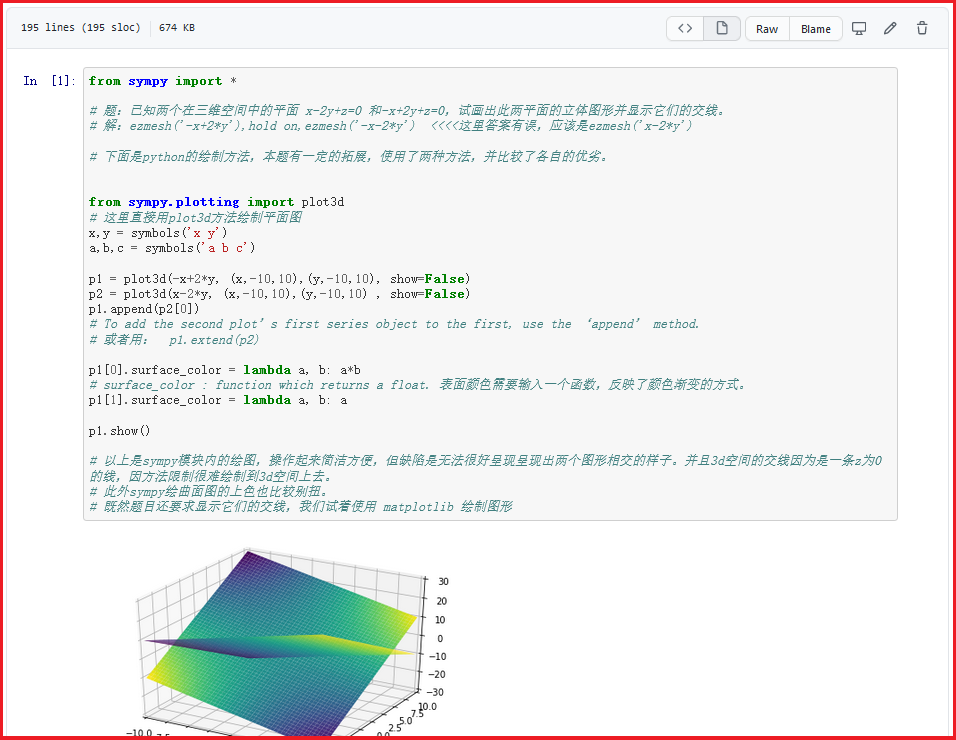 195 lines (195 sloc) 674 KB
<> Raw Blame
In [1]:
from sympy import *
# 题：已知两个在三维空间中的平面 x-2y+z=0 和-x+2y+z=0，试画出此两平面的立体图形并显示它们的交线。
# 解：ezmesh('-x+2*y'),hold on,ezmesh('-x-2*y') <<<<这里答案有误，应该是ezmesh('x-2*y')
# 下面是python的绘制方法，本题有一定的拓展，使用了两种方法，并比较了各自的优劣。
from sympy.plotting import plot3d
# 这里直接用plot3d方法绘制平面图
x,y = symbols('x y')
a,b,c = symbols('a b c')
p1 = plot3d(-x+2*y, (x,-10,10),(y,-10,10), show=False)
p2 = plot3d(x-2*y, (x,-10,10),(y,-10,10) , show=False)
p1.append(p2[0])
# To add the second plot’s first series object to the first, use the ‘append’ method.
# 或者用： p1.extend(p2)
p1[0].surface_color = lambda a, b: a*b
# surface_color : function which returns a float. 表面颜色需要输入一个函数，反映了颜色渐变的方式。
p1[1].surface_color = lambda a, b: a
p1.show()
# 以上是sympy模块内的绘图，操作起来简洁方便，但缺陷是无法很好呈现呈现出两个图形相交的样子。并且3d空间的交线因为是一条z为0
的线，因方法限制很难绘制到3d空间上去。
# 此外sympy绘曲面图的上色也比较别扭。
# 既然题目还要求显示它们的交线，我们试着使用 matplotlib 绘制图形
30
20
10
0
-10
-20
-30
10.0
7.5
5.0
2.5
-10.0